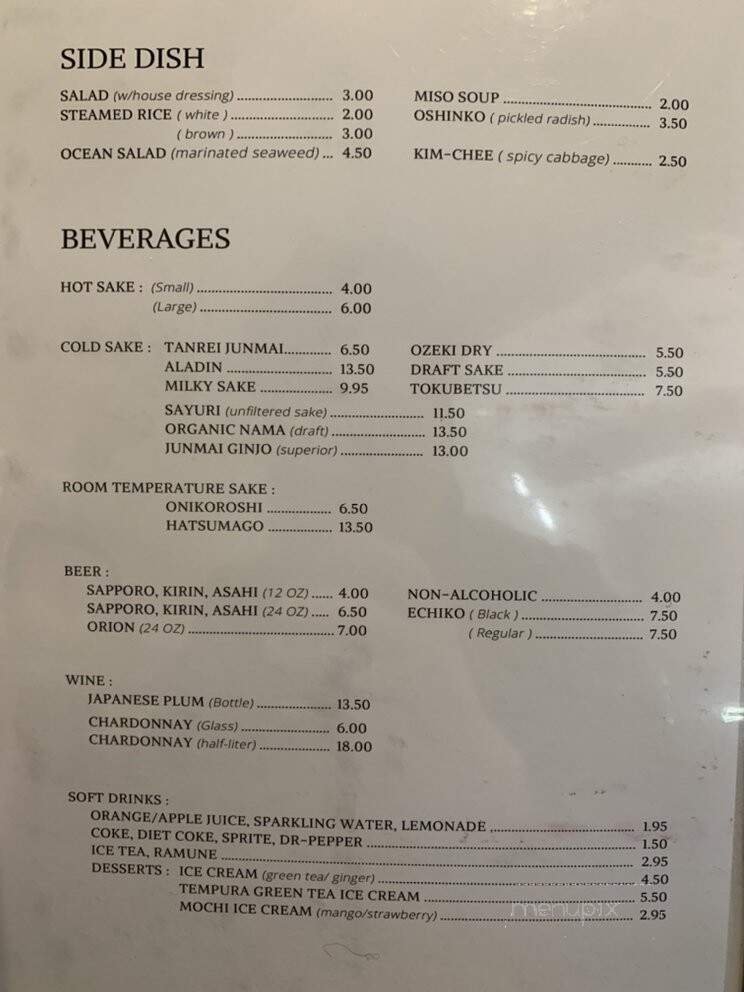 SIDE DISH
SALAD (w/house dressing) ............................ 3.00
STEAMED RICE ( white ) .............................. 2.00
( brown ) ............................ 3.00
OCEAN SALAD (marinated seaweed) ... 4.50
MISO SOUP ........................................... 2.00
OSHINKO ( pickled radish) ................ 3.50
KIM-CHEE ( spicy cabbage) ........... 2.50
BEVERAGES
HOT SAKE : (Small) ...................................... 4.00
(Large) ..................................... 6.00
COLD SAKE : TANREI JUNMAI............. 6.50
ALADIN ............................. 13.50
MILKY SAKE .................... 9.95
OZEKI DRY .......................................... 5.50
DRAFT SAKE ....................................... 5.50
TOKUBETSU ....................................... 7.50
SAYURI (unfiltered sake) .......................... 11.50
ORGANIC NAMA (draft) .......................... 13.50
JUNMAI GINJO (superior) ....................... 13.00
ROOM TEMPERATURE SAKE :
ONIKOROSHI .................. 6.50
HATSUMAGO .................. 13.50
BEER :
SAPPORO, KIRIN, ASAHI (12 OZ) ...... 4.00
SAPPORO, KIRIN, ASAHI (24 OZ) ..... 6.50
ORION (24 OZ) ......................................... 7.00
NON-ALCOHOLIC ............................ 4.00
ECHIKO ( Black ) ................................... 7.50
( Regular ) .............................. 7.50
WINE :
JAPANESE PLUM (Bottle) ..................... 13.50
CHARDONNAY (Glass) ......................... 6.00
CHARDONNAY (half-liter) .................... 18.00
SOFT DRINKS :
ORANGE/APPLE JUICE, SPARKLING WATER, LEMONADE ........................................ 1.95
COKE, DIET COKE, SPRITE, DR-PEPPER ........................................................................... 1.50
ICE TEA, RAMUNE .................................................................................................................... 2.95
DESSERTS : ICE CREAM (green tea/ ginger) ........................................................................ 4.50
TEMPURA GREEN TEA ICE CREAM .......................................................... 5.50
MOCHI ICE CREAM (mango/strawberry) ....................................................... 2.95
menupix